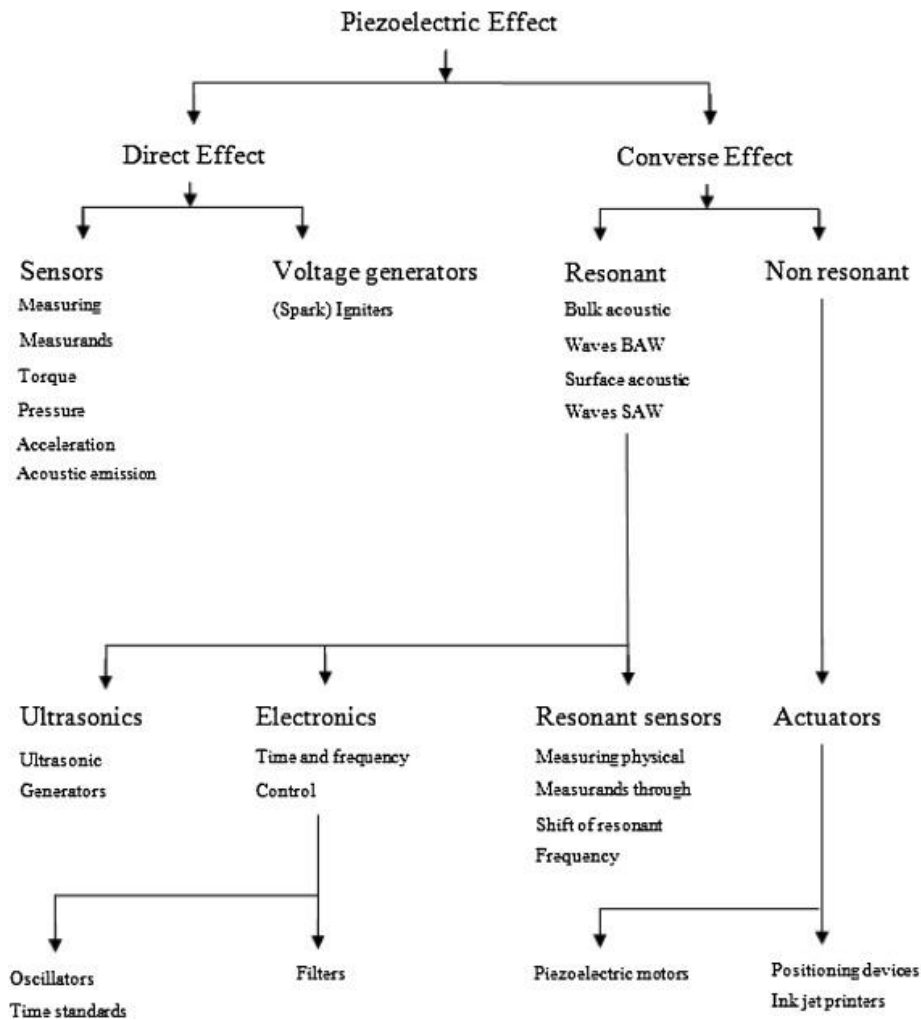 Piezoelectric Effect
Direct Effect
Converse Effect
Sensors
Measuring
Measurands
Torque
Pressure
Acceleration
Acoustic emission
Voltage generators
(Spark) Igniters
Resonant
Bulk acoustic
Waves BAW
Surface acoustic
Waves SAW
Non resonant
Ultrasonics
Ultrasonic
Generators
Electronics
Time and frequency
Control
Resonant sensors
Measuring physical
Measurands through
Shift of resonant
Frequency
Actuators
Oscillators
Time standards
Filters
Piezoelectric motors
Positioning devices
Ink jet printers